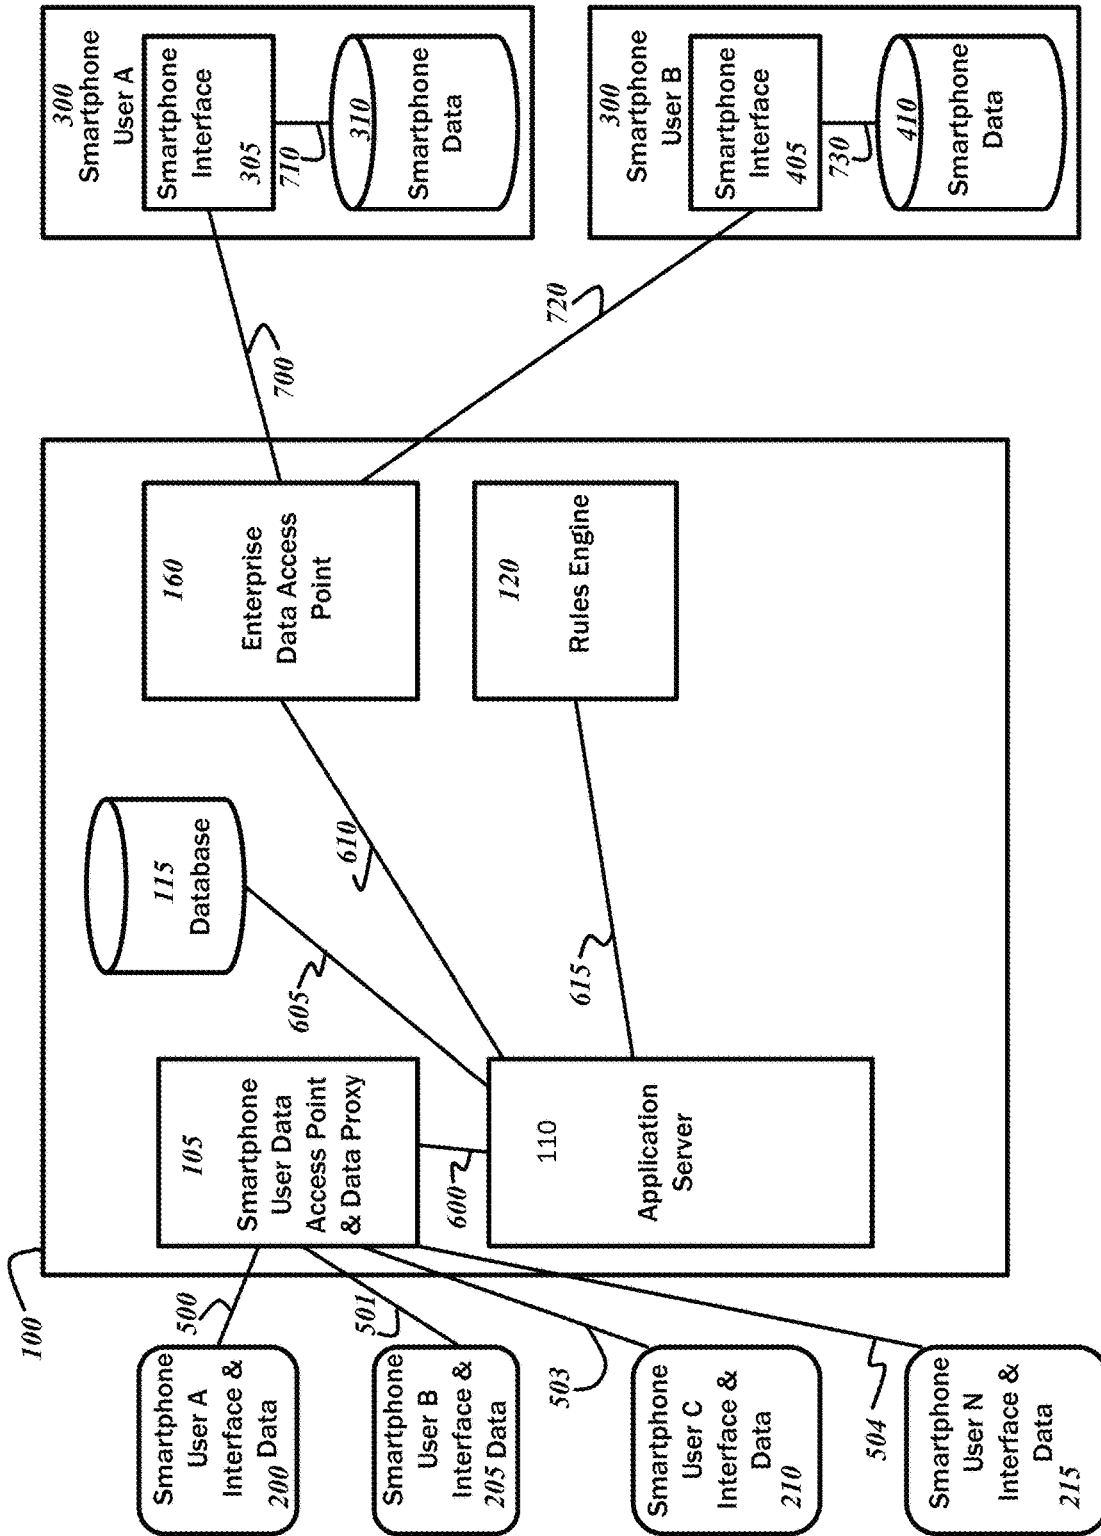 100
Smartphone
User A
Interface &
Data
200
500
Smartphone
User B
Interface &
205 Data
501
Smartphone
User C
Interface &
Data
210
503
Smartphone
User N
Interface &
Data
215
504
105
Smartphone
User Data
Access Point
& Data Proxy
600
110
Application
Server
605
115
Database
610
615
160
Enterprise
Data Access
Point
120
Rules Engine
700
720
300
Smartphone
User A
Smartphone
Interface
305
710
310
Smartphone
Data
300
Smartphone
User B
Smartphone
Interface
405
730
410
Smartphone
Data